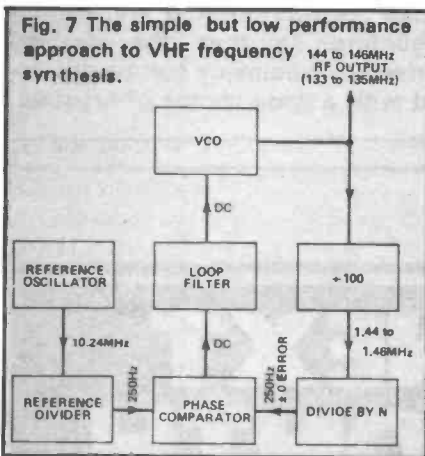 Fig. 7 The simple but low performance
approach to VHF frequency
synthesis.
144 to 146MHz
RF OUTPUT
(133 to 135MHz)
VCO
DC
REFERENCE
OSCILLATOR
LOOP
FILTER
÷100
10.24MHz
DC
1.44 to
1.46MHz
REFERENCE
DIVIDER
250Hz
PHASE
COMPARATOR
250Hz
± 0 ERROR
DIVIDE BY N